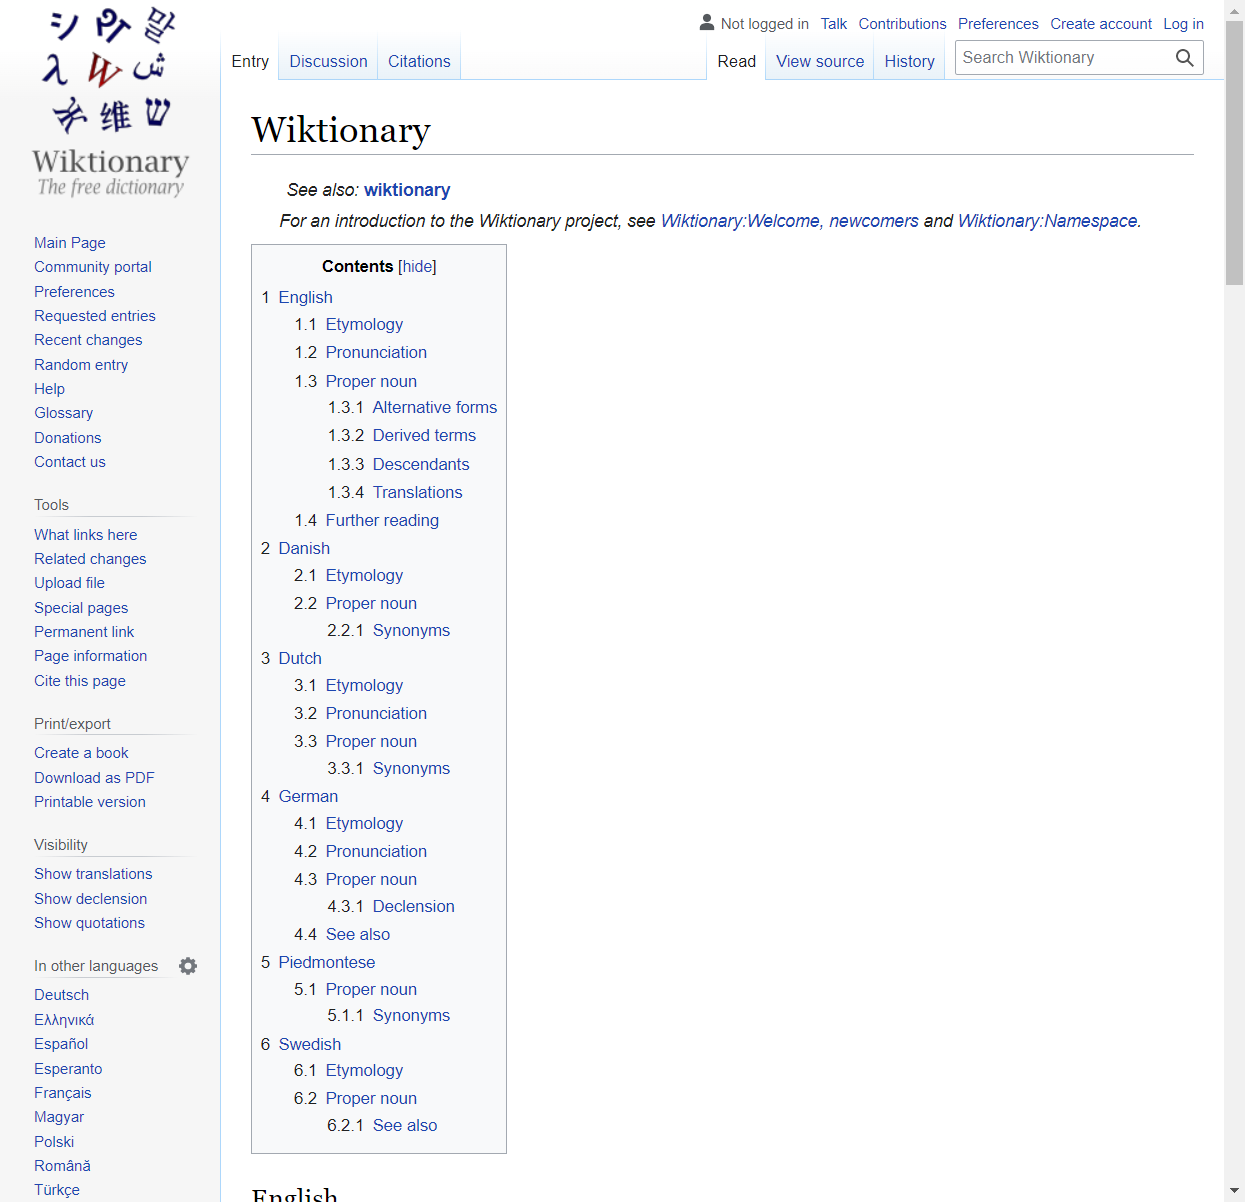 Wiktionary
The free dictionary
Not logged in Talk Contributions Preferences Create account Log in
Entry Discussion Citations Read View source History Search Wiktionary
Main Page
Community portal
Preferences
Requested entries
Recent changes
Random entry
Help
Glossary
Donations
Contact us
Tools
What links here
Related changes
Upload file
Special pages
Permanent link
Page information
Cite this page
Print/export
Create a book
Download as PDF
Printable version
Visibility
Show translations
Show declension
Show quotations
In other languages
Deutsch
Ελληνικά
Español
Esperanto
Français
Magyar
Polski
Română
Türkçe
Wiktionary
See also: wiktionary
For an introduction to the Wiktionary project, see Wiktionary:Welcome, newcomers and Wiktionary:Namespace.
Contents [hide]
1 English
1.1 Etymology
1.2 Pronunciation
1.3 Proper noun
1.3.1 Alternative forms
1.3.2 Derived terms
1.3.3 Descendants
1.3.4 Translations
1.4 Further reading
2 Danish
2.1 Etymology
2.2 Proper noun
2.2.1 Synonyms
3 Dutch
3.1 Etymology
3.2 Pronunciation
3.3 Proper noun
3.3.1 Synonyms
4 German
4.1 Etymology
4.2 Pronunciation
4.3 Proper noun
4.3.1 Declension
4.4 See also
5 Piedmontese
5.1 Proper noun
5.1.1 Synonyms
6 Swedish
6.1 Etymology
6.2 Proper noun
6.2.1 See also
English